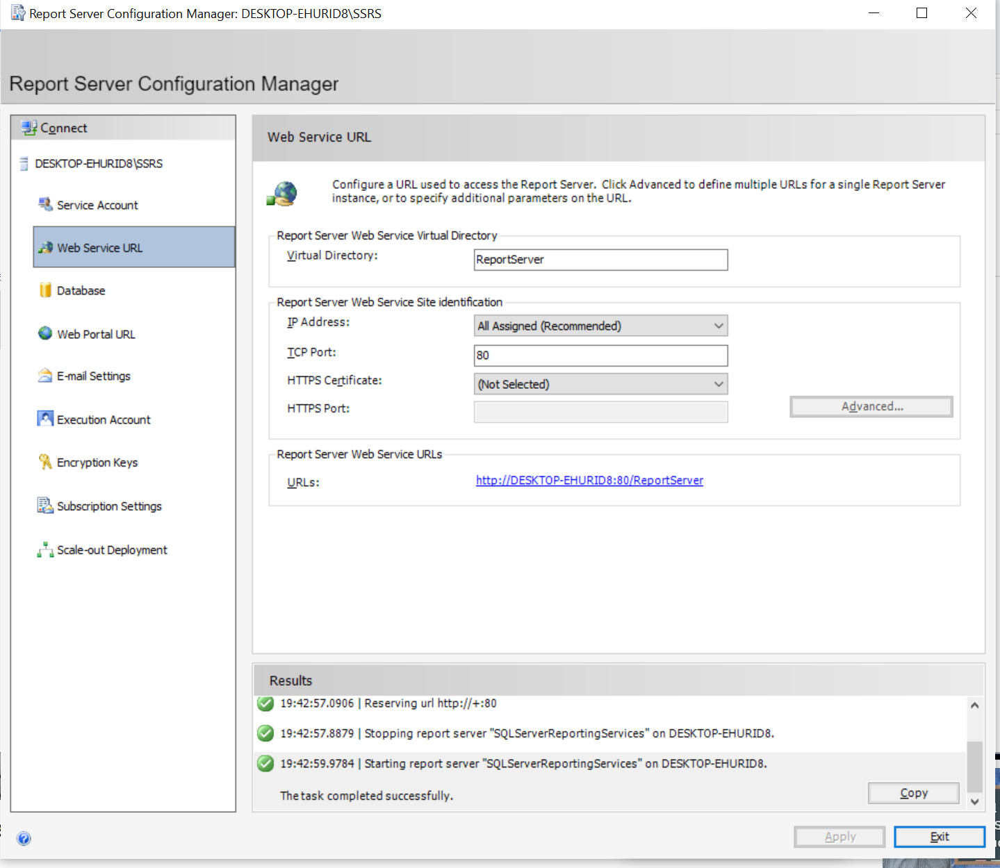 Report Server Configuration Manager: DESKTOP-EHURID8\SSRS
Report Server Configuration Manager
Connect
DESKTOP-EHURID8\SSRS
Service Account
Web Service URL
Database
Web Portal URL
E-mail Settings
Execution Account
Encryption Keys
Subscription Settings
Scale-out Deployment
Web Service URL
Configure a URL used to access the Report Server.  Click Advanced to define multiple URLs for a single Report Server
instance, or to specify additional parameters on the URL.
Report Server Web Service Virtual Directory
Virtual Directory:
ReportServer
Report Server Web Service Site identification
IP Address:
All Assigned (Recommended)
TCP Port:
80
HTTPS Certificate:
(Not Selected)
HTTPS Port:
Advanced...
Report Server Web Service URLs
URLs:
http://DESKTOP-EHURID8:80/ReportServer
Results
19:42:57.0906 | Reserving url http://+:80
19:42:57.8879 | Stopping report server "SQLServerReportingServices" on DESKTOP-EHURID8.
19:42:59.9784 | Starting report server "SQLServerReportingServices" on DESKTOP-EHURID8.
The task completed successfully.
Copy
Apply
Exit